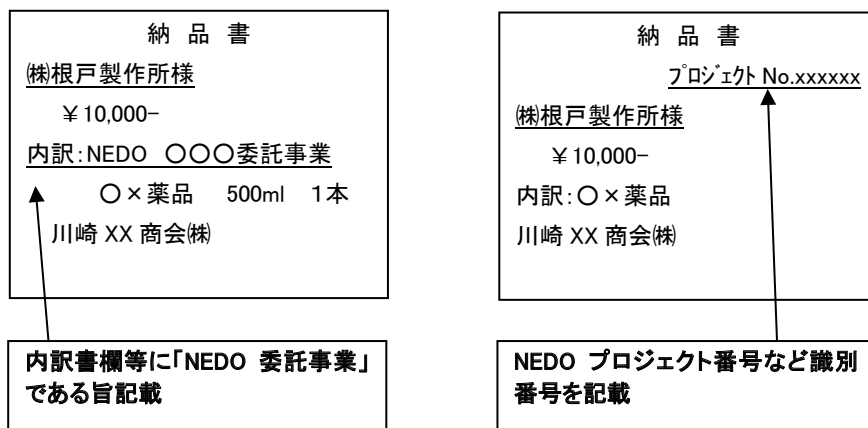 納 品 書
㈱根戸製作所様
￥10,000−
内訳：NEDO　〇〇〇委託事業
〇×薬品　500ml　1本
川崎 XX 商会㈱
内訳書欄等に「NEDO 委託事業」
である旨記載
納 品 書
ﾌﾟﾛｼﾞｪｸﾄ No.xxxxxx
㈱根戸製作所様
￥10,000−
内訳：〇×薬品
川崎 XX 商会㈱
NEDO プロジェクト番号など識別
番号を記載